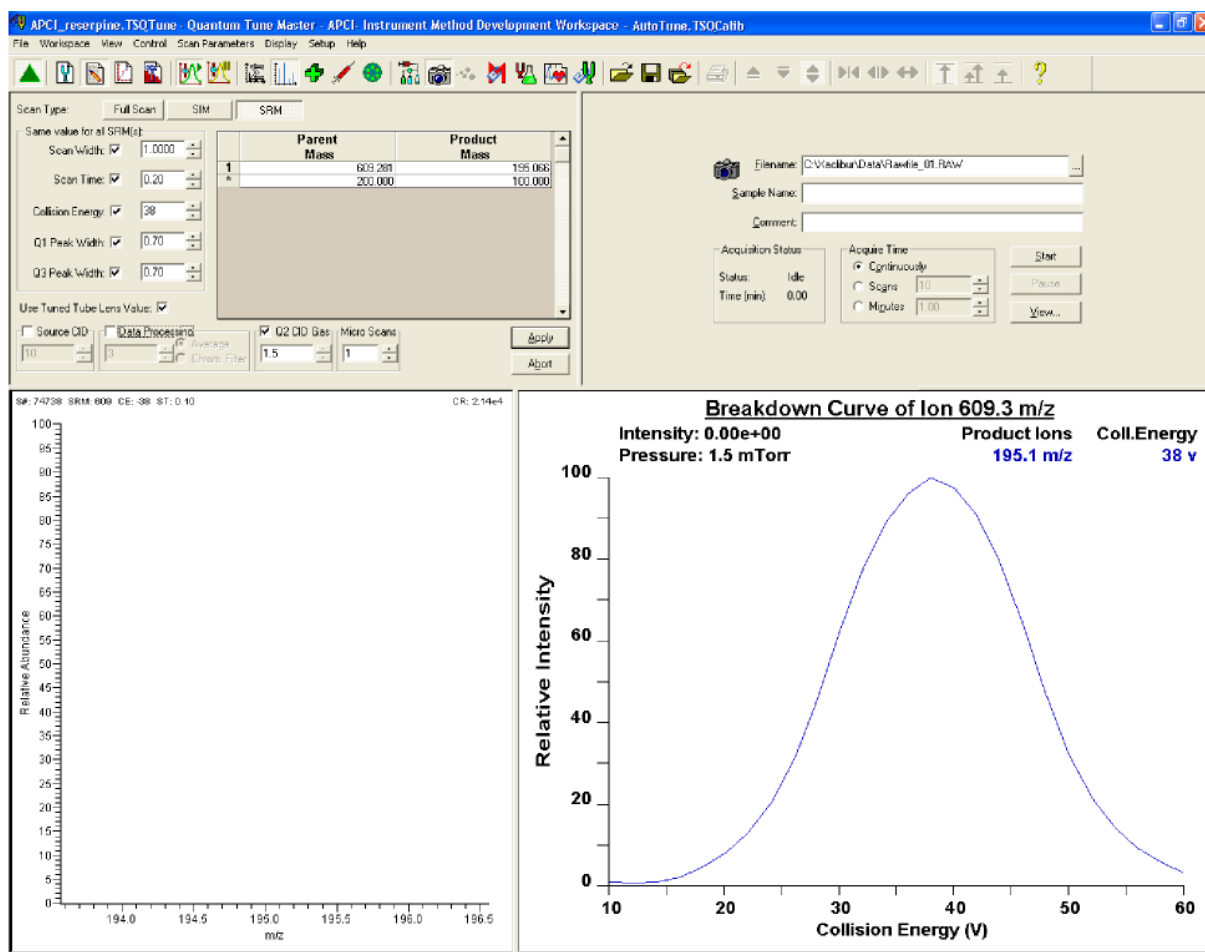 APCI_reserpine.TSQTune - Quantum Tune Master - APCI- Instrument Method Development Workspace - AutoTune.TSQCalib
File Workspace View Control Scan Parameters Display Setup Help
Scan Type: Full Scan SIM SRM
Same value for all SRM(s):
Scan Width: 1.0000
Scan Time: 0.20
Collision Energy: 38
Q1 Peak Width: 0.70
Q3 Peak Width: 0.70
Parent Mass Product Mass
1 609.281 195.066
* 200.000 100.000
Use Tuned Tube Lens Value:
Source CID
10
Data Processing
3
Average
Chrom. Filter
Q2 CID Gas
1.5
Micro Scans
1
Apply
Abort
Filename: C:\Xcalibur\Data\Rawfile_01.RAW ...
Sample Name:
Comment:
Acquisition Status
Status: Idle
Time (min): 0.00
Acquire Time
Continuously
Scans 10
Minutes 1.00
Start
Pause
View...
S#: 74738 SRM: 609 CE: -38 ST: 0.10 CR: 2.14e4
100
95
90
85
80
75
70
65
60
55
50
45
40
35
30
25
20
15
10
5
0
Relative Abundance
194.0 194.5 195.0 195.5 196.0 196.5
m/z
Breakdown Curve of Ion 609.3 m/z
Intensity: 0.00e+00 Product Ions Coll.Energy
Pressure: 1.5 mTorr 195.1 m/z 38 v
100
80
60
40
20
0
Relative Intensity
10 20 30 40 50 60
Collision Energy (V)